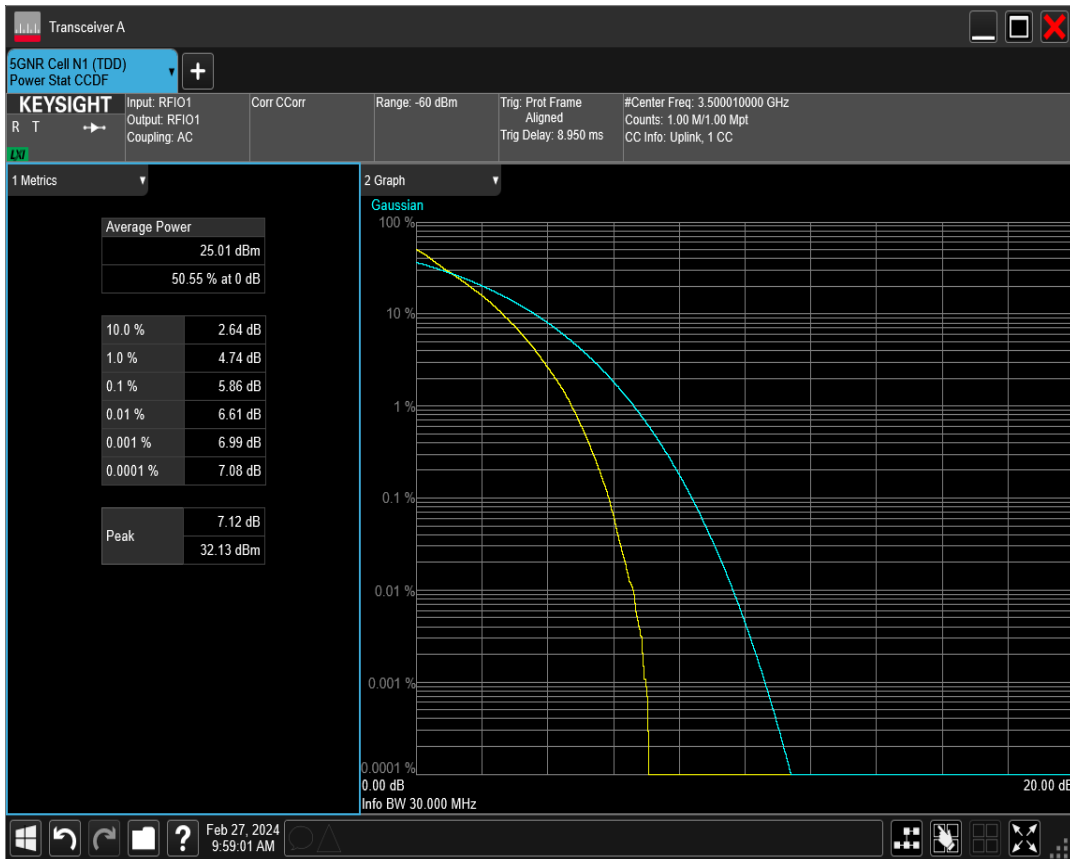 Transceiver A
5GNR Cell N1 (TDD)
Power Stat CCDF
+
KEYSIGHT
R T
LXI
Input: RFIO1
Output: RFIO1
Coupling: AC
Corr CCorr
Range: -60 dBm
Trig: Prot Frame
Aligned
Trig Delay: 8.950 ms
#Center Freq: 3.500010000 GHz
Counts: 1.00 M/1.00 Mpt
CC Info: Uplink, 1 CC
1 Metrics
Average Power
25.01 dBm
50.55 % at 0 dB
10.0 % 2.64 dB
1.0 % 4.74 dB
0.1 % 5.86 dB
0.01 % 6.61 dB
0.001 % 6.99 dB
0.0001 % 7.08 dB
Peak 7.12 dB
32.13 dBm
2 Graph
Gaussian
100 %
10 %
1 %
0.1 %
0.01 %
0.001 %
0.0001 %
0.00 dB 20.00 dB
Info BW 30.000 MHz
?
Feb 27, 2024
9:59:01 AM